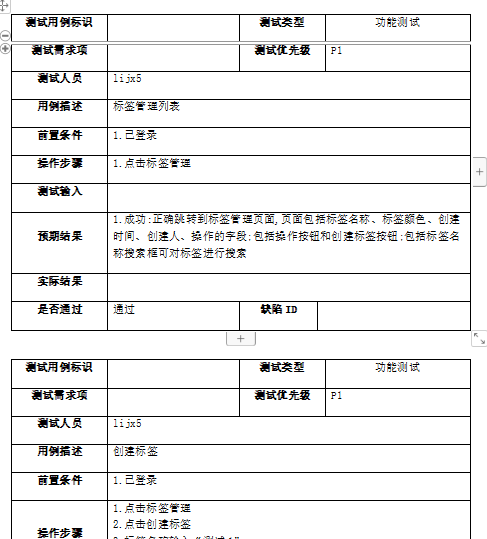 测试用例标识 测试类型 功能测试
测试需求项 测试优先级 P1
测试人员 lijx5
用例描述 标签管理列表
前置条件 1.已登录
操作步骤 1.点击标签管理
测试输入
预期结果 1.成功:正确跳转到标签管理页面,页面包括标签名称、标签颜色、创建
时间、创建人、操作的字段;包括操作按钮和创建标签按钮;包括标签名
称搜索框可对标签进行搜索
实际结果
是否通过 通过 缺陷 ID
测试用例标识 测试类型 功能测试
测试需求项 测试优先级 P1
测试人员 lijx5
用例描述 创建标签
前置条件 1.已登录
操作步骤 1.点击标签管理
2.点击创建标签